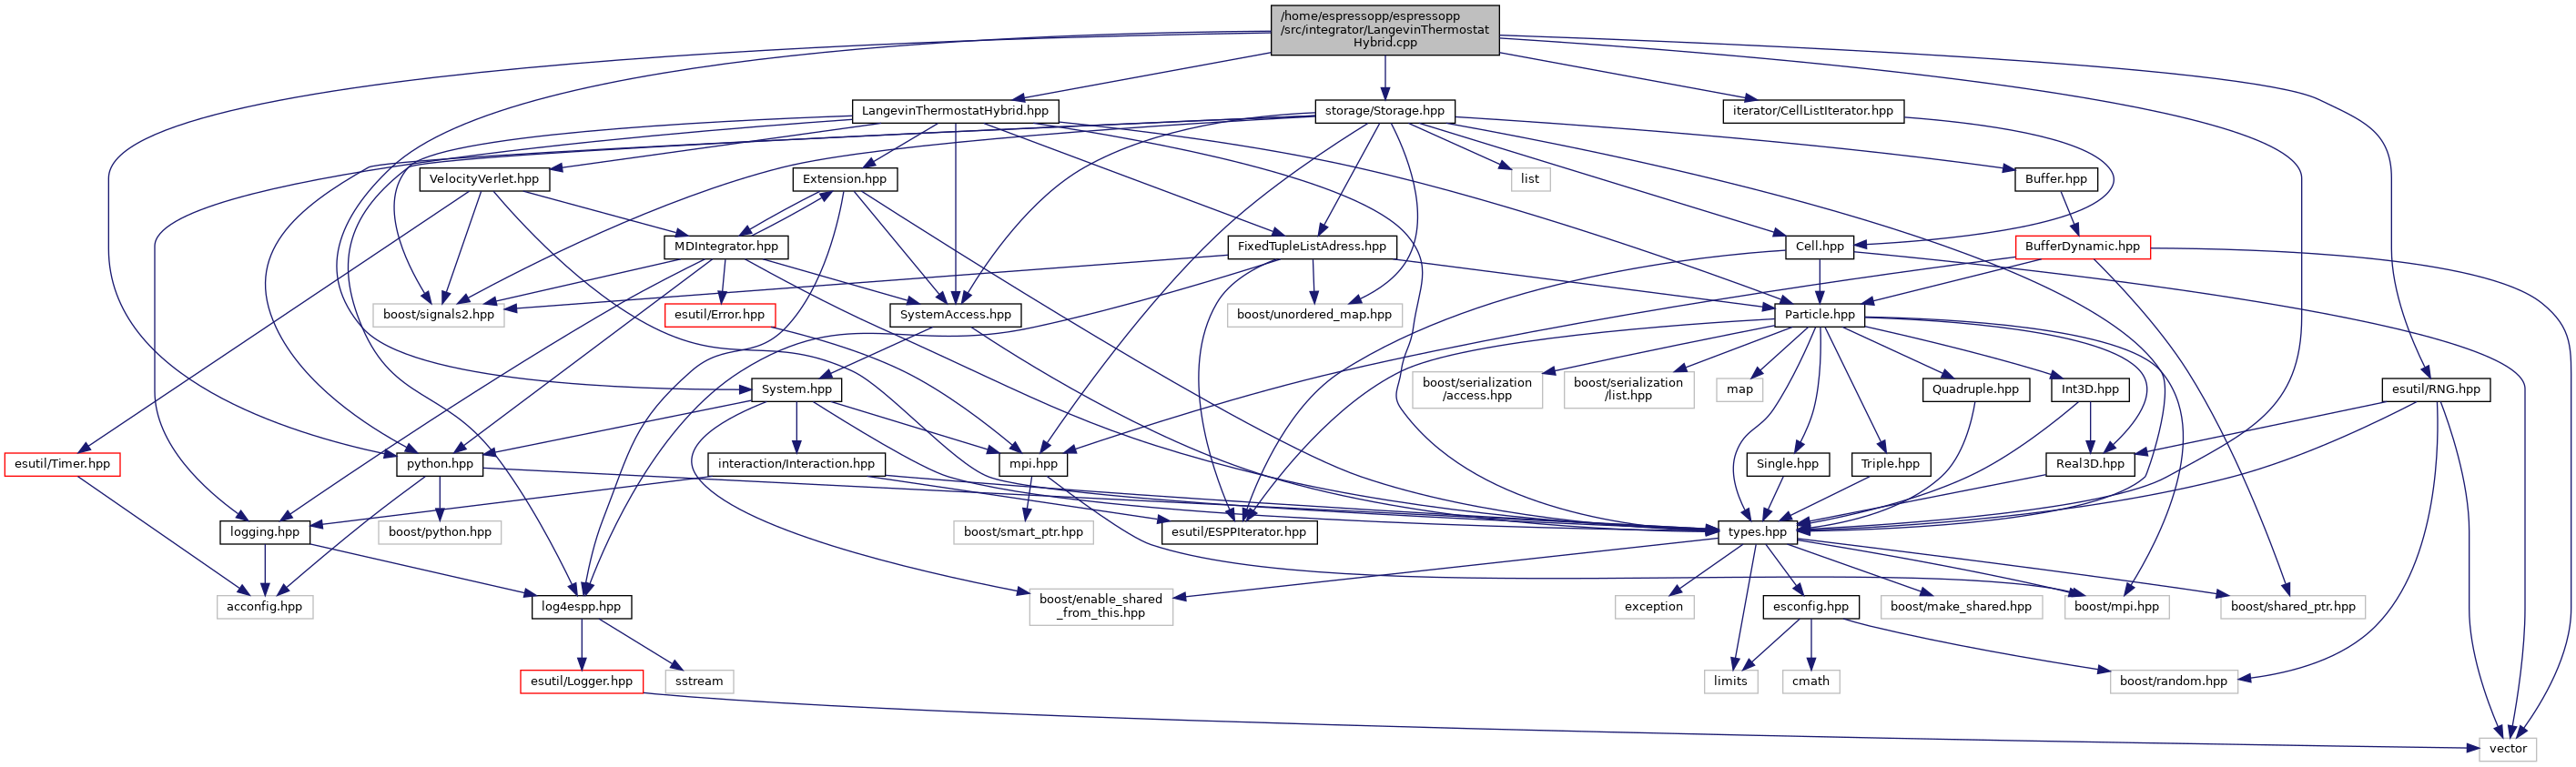 /home/espressopp/espressopp
/src/integrator/LangevinThermostat
Hybrid.cpp
LangevinThermostatHybrid.hpp
storage/Storage.hpp
iterator/CellListIterator.hpp
VelocityVerlet.hpp
Extension.hpp
list
Buffer.hpp
MDIntegrator.hpp
FixedTupleListAdress.hpp
Cell.hpp
BufferDynamic.hpp
boost/signals2.hpp
esutil/Error.hpp
SystemAccess.hpp
boost/unordered_map.hpp
Particle.hpp
System.hpp
boost/serialization
/access.hpp
boost/serialization
/list.hpp
map
Quadruple.hpp
Int3D.hpp
esutil/RNG.hpp
esutil/Timer.hpp
python.hpp
interaction/Interaction.hpp
mpi.hpp
Single.hpp
Triple.hpp
Real3D.hpp
logging.hpp
boost/python.hpp
boost/smart_ptr.hpp
esutil/ESPPIterator.hpp
types.hpp
acconfig.hpp
log4espp.hpp
boost/enable_shared
_from_this.hpp
exception
esconfig.hpp
boost/make_shared.hpp
boost/mpi.hpp
boost/shared_ptr.hpp
esutil/Logger.hpp
sstream
limits
cmath
boost/random.hpp
vector